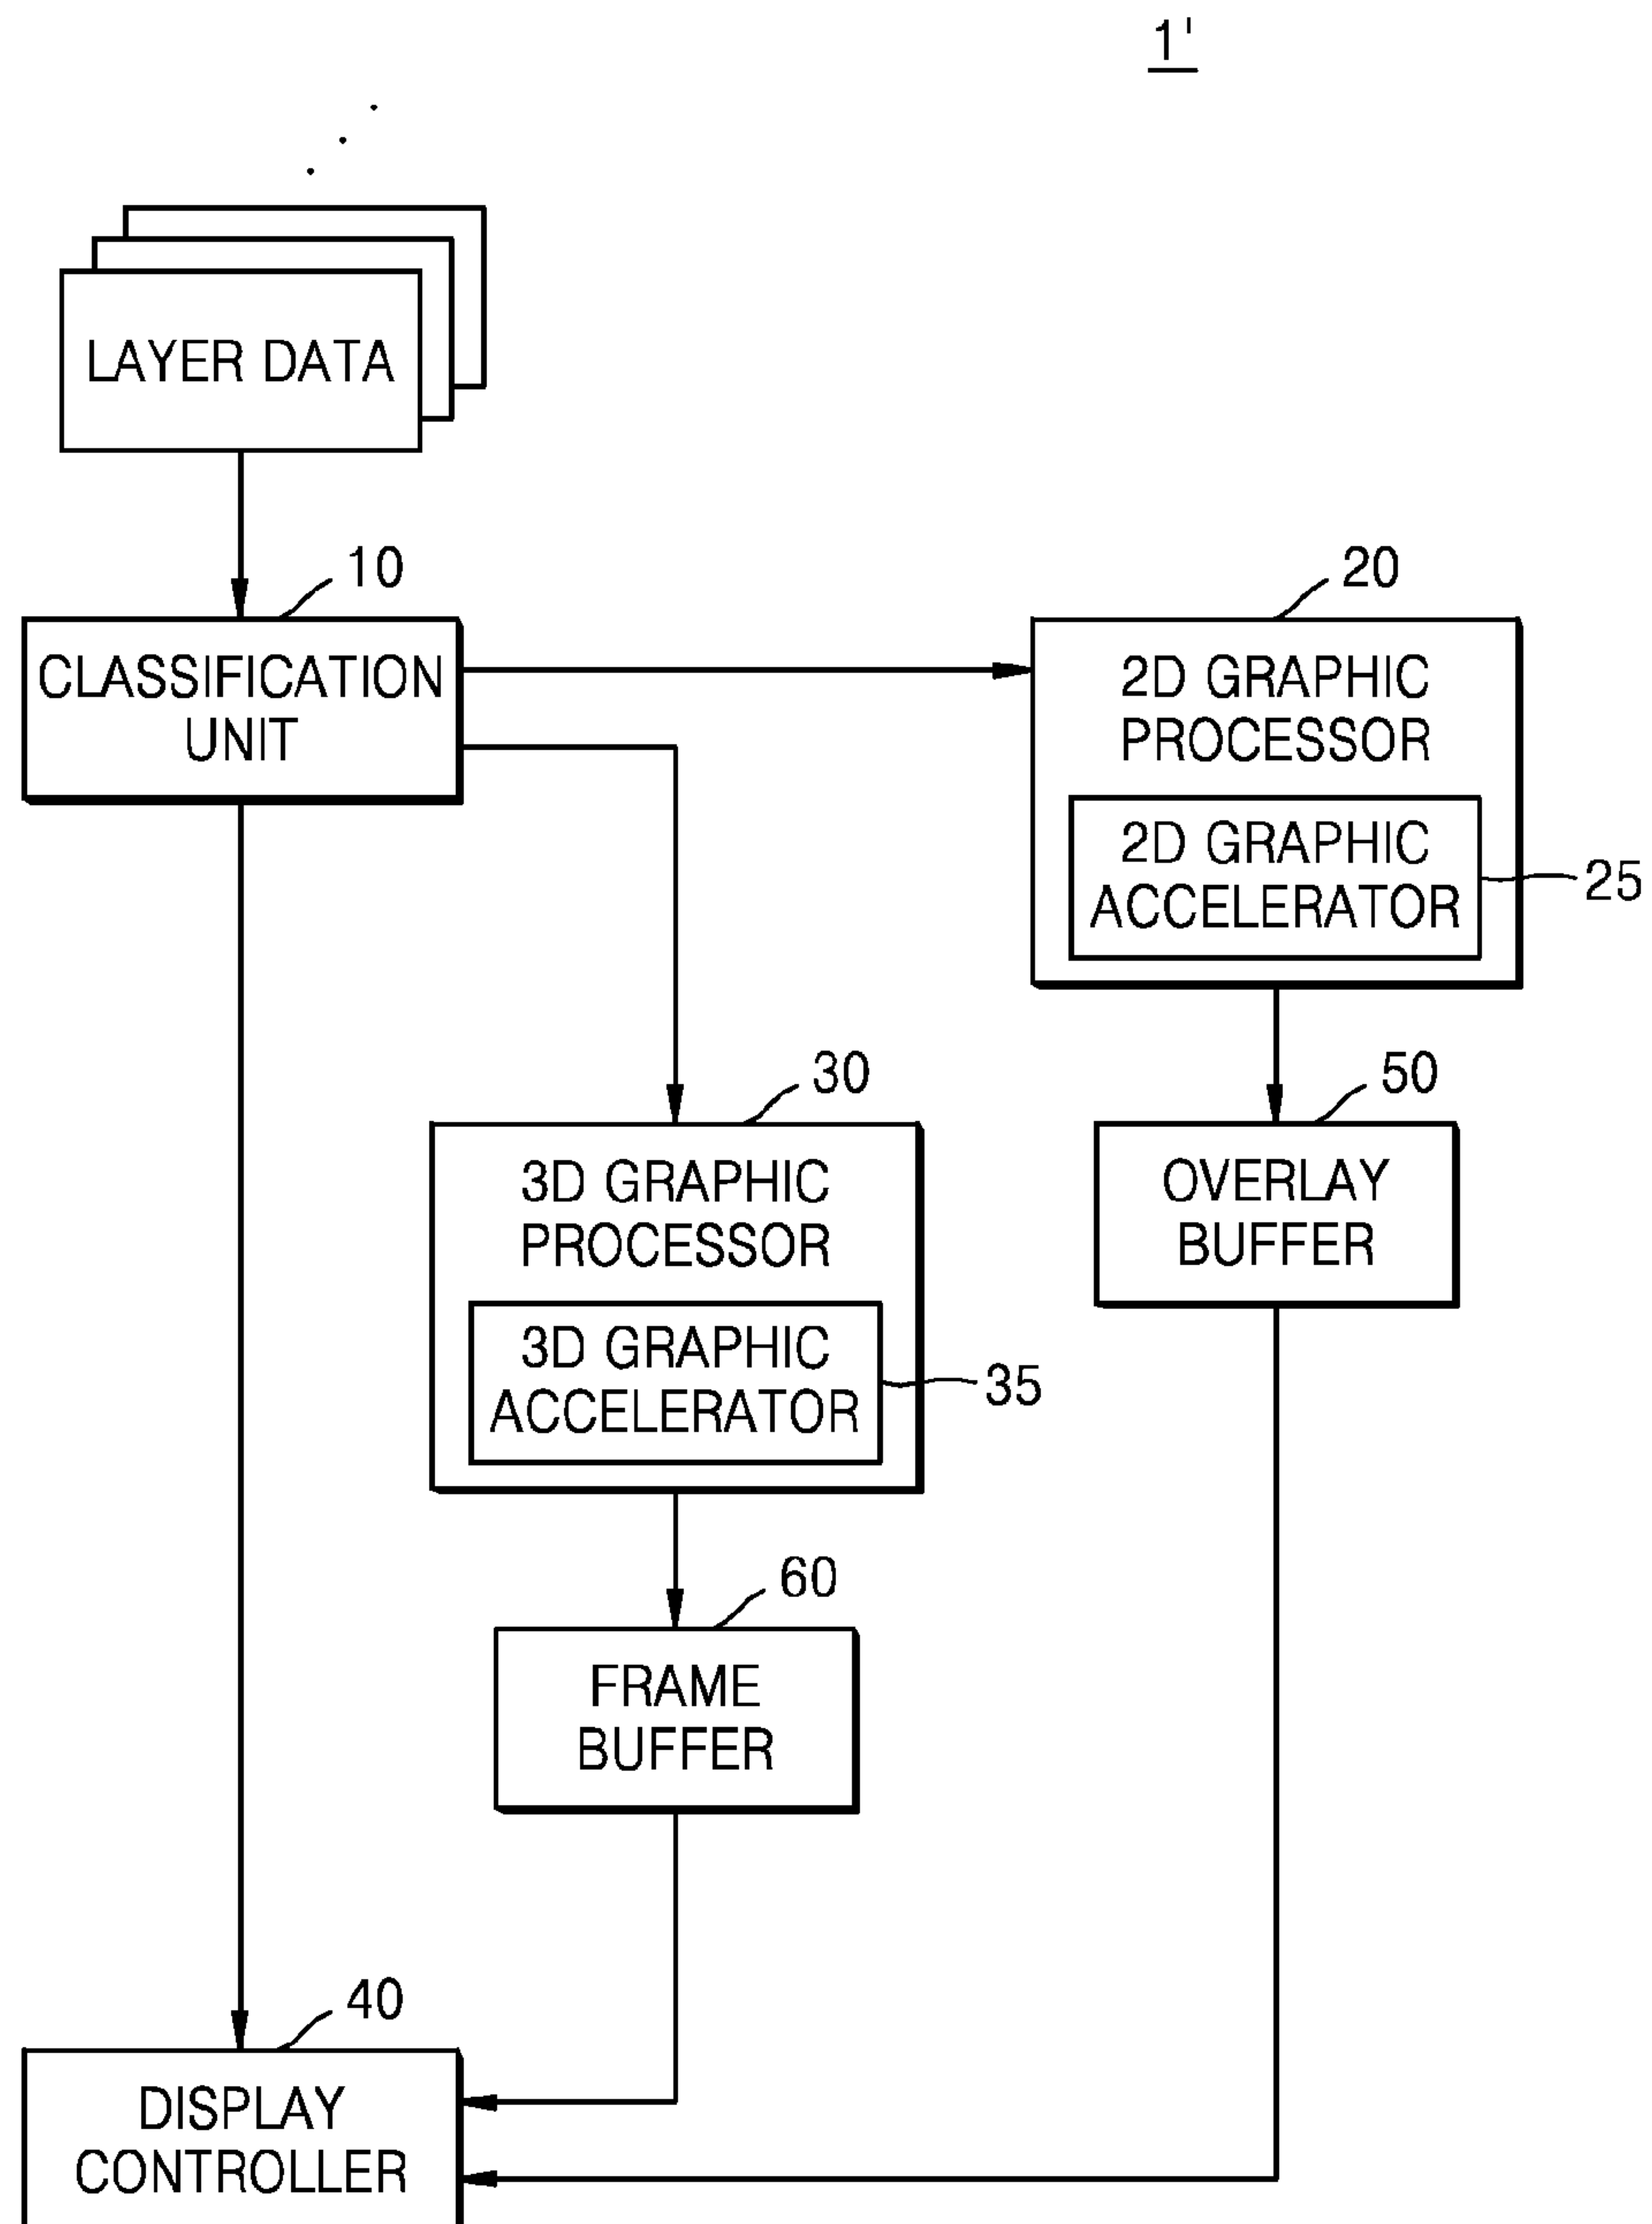 1'
LAYER DATA
10
CLASSIFICATION
UNIT
20
2D GRAPHIC
PROCESSOR
2D GRAPHIC
ACCELERATOR
25
30
3D GRAPHIC
PROCESSOR
3D GRAPHIC
ACCELERATOR
35
50
OVERLAY
BUFFER
60
FRAME
BUFFER
40
DISPLAY
CONTROLLER